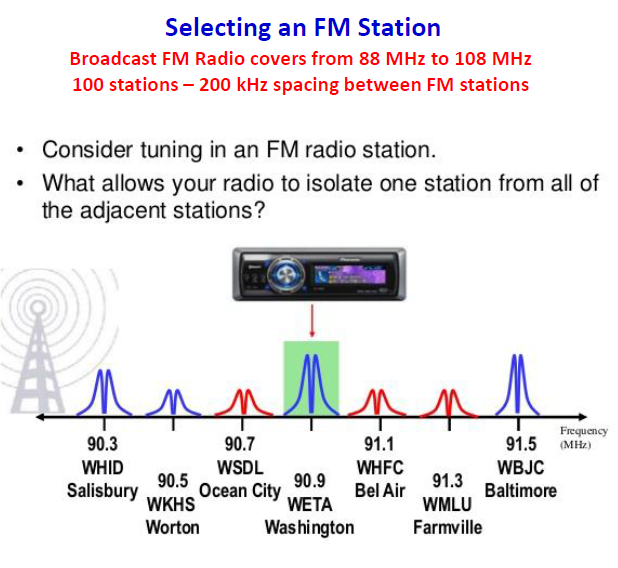 Selecting an FM Station
Broadcast FM Radio covers from 88 MHz to 108 MHz
100 stations – 200 kHz spacing between FM stations
• Consider tuning in an FM radio station.
• What allows your radio to isolate one station from all of
the adjacent stations?
Pioneer
Frequency
(MHz)
90.3
WHID
Salisbury
90.5
WKHS
Worton
90.7
WSDL
Ocean City
90.9
WETA
Washington
91.1
WHFC
Bel Air
91.3
WMLU
Farmville
91.5
WBJC
Baltimore